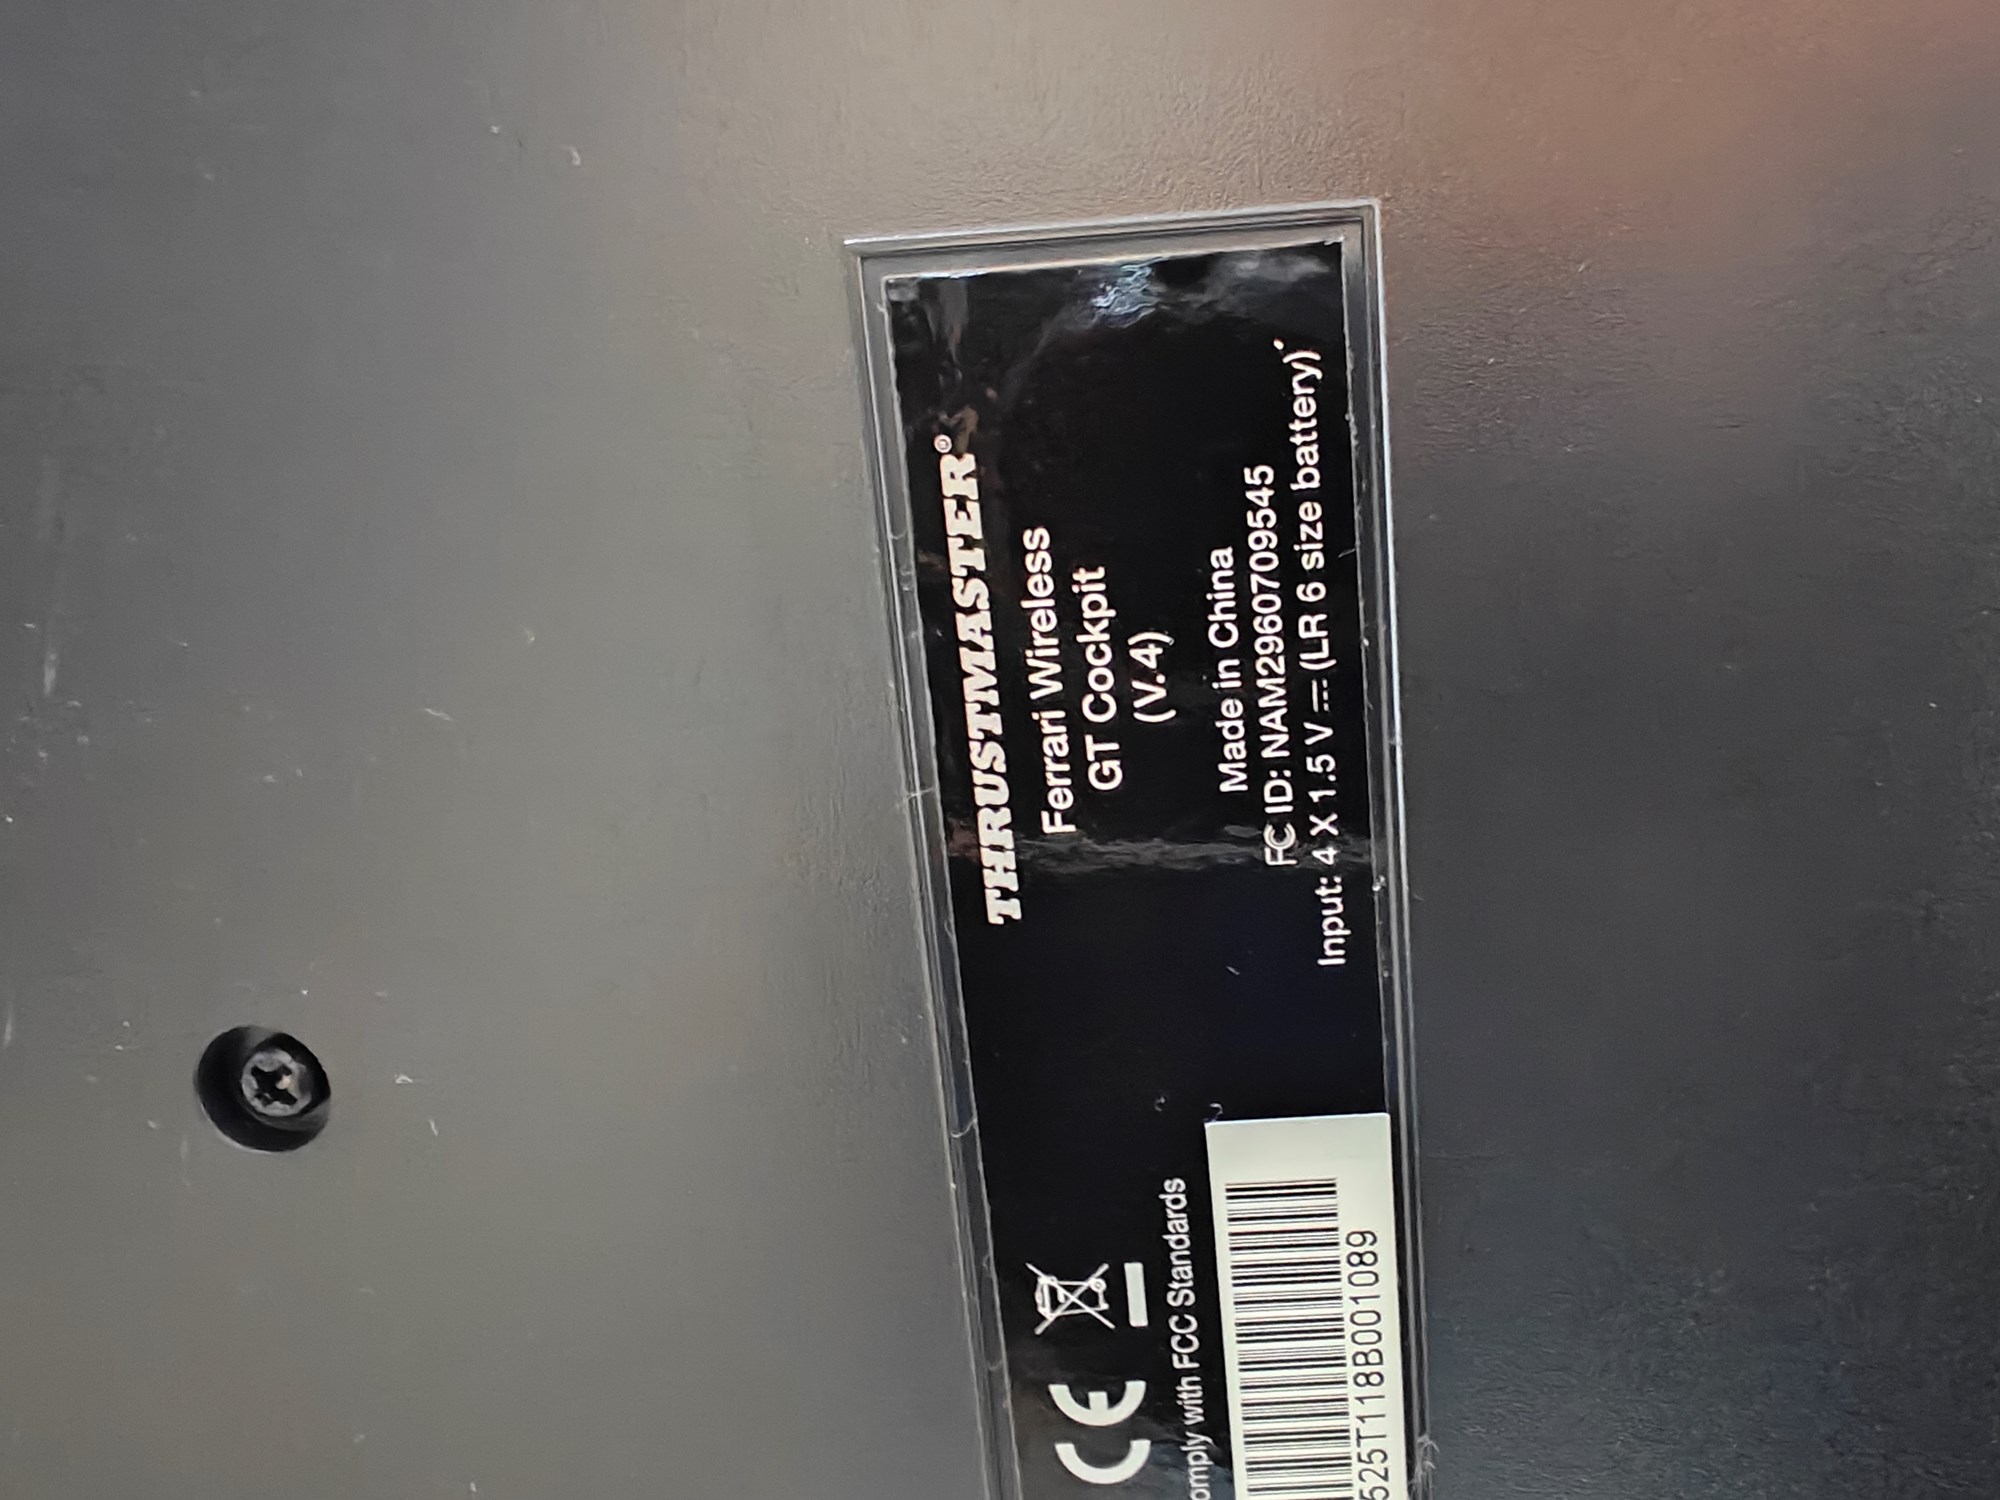 THRUSTMASTER®
Ferrari Wireless
GT Cockpit
(V.4)
Made in China
FC ID: NAM2960709545
Input: 4 X 1.5 V ⎓ (LR 6 size battery)
CE
omply with FCC Standards
525T118B001089